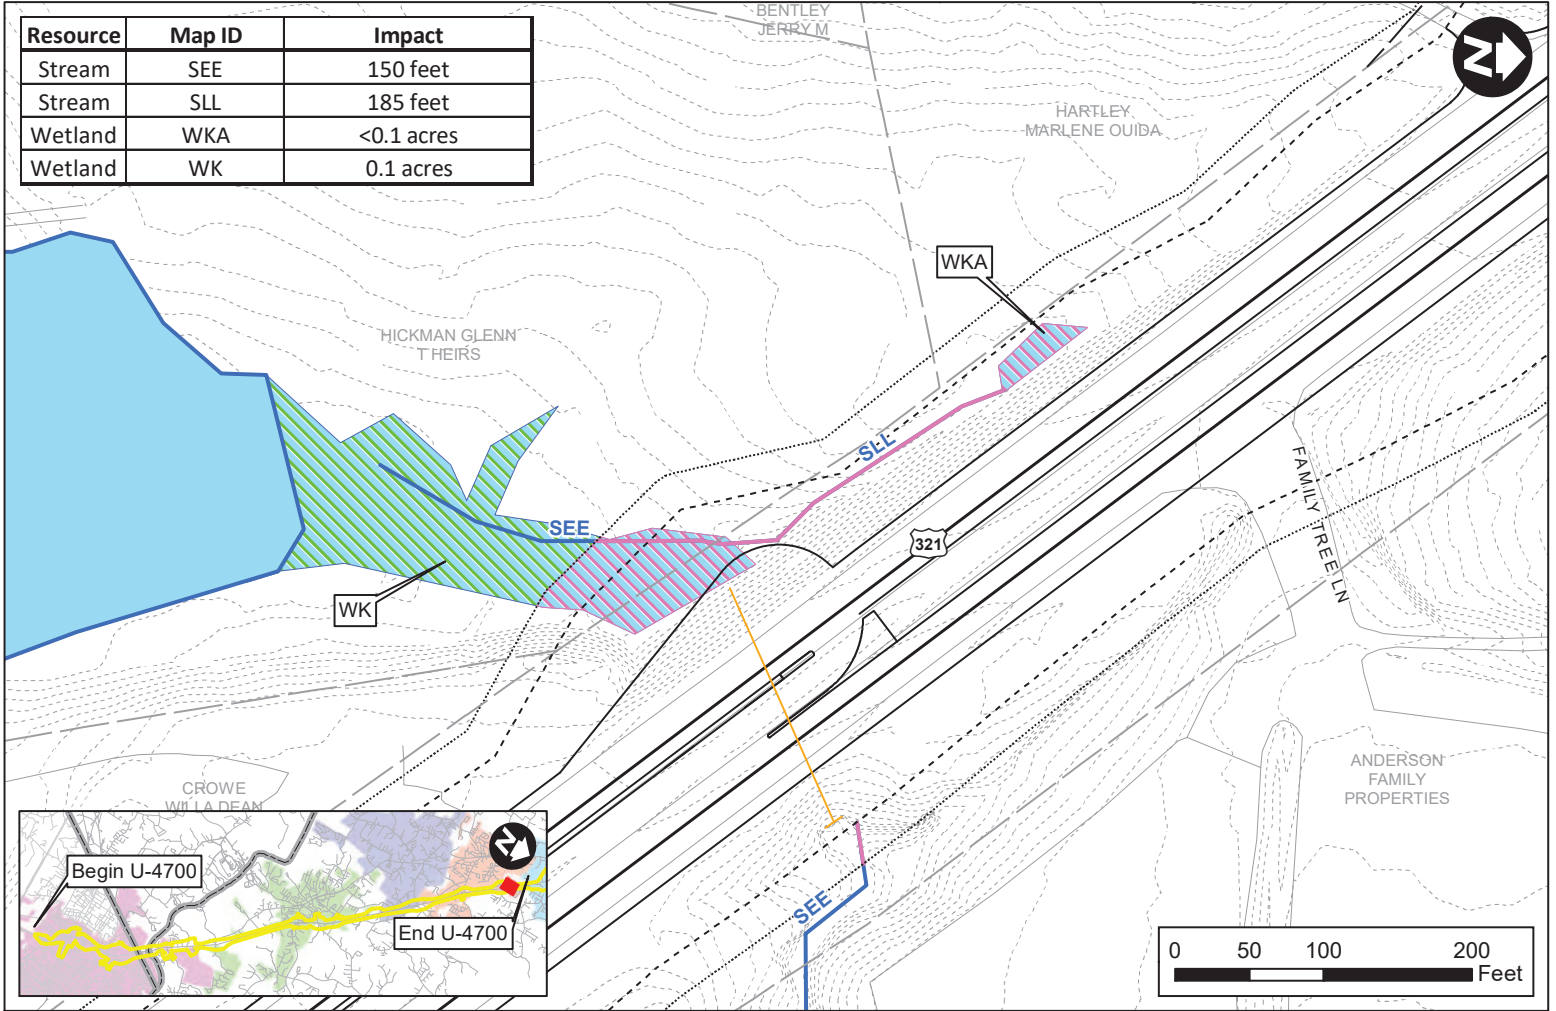 BENTLEY
JERRY M
Resource Map ID Impact
Stream SEE 150 feet
Stream SLL 185 feet
Wetland WKA <0.1 acres
Wetland WK 0.1 acres
N
HARTLEY
MARLENE OUIDA
WKA
HICKMAN GLENN
T HEIRS
SLL
SEE
321
FAMILY TREE LN
WK
CROWE
WILLA DEAN
ANDERSON
FAMILY
PROPERTIES
N
Begin U-4700
End U-4700
SEE
0 50 100 200
Feet